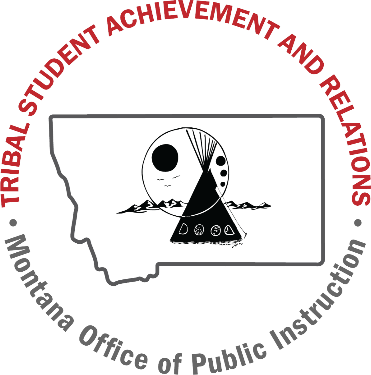 TRIBAL STUDENT ACHIEVEMENT AND RELATIONS
• Montana Office of Public Instruction •